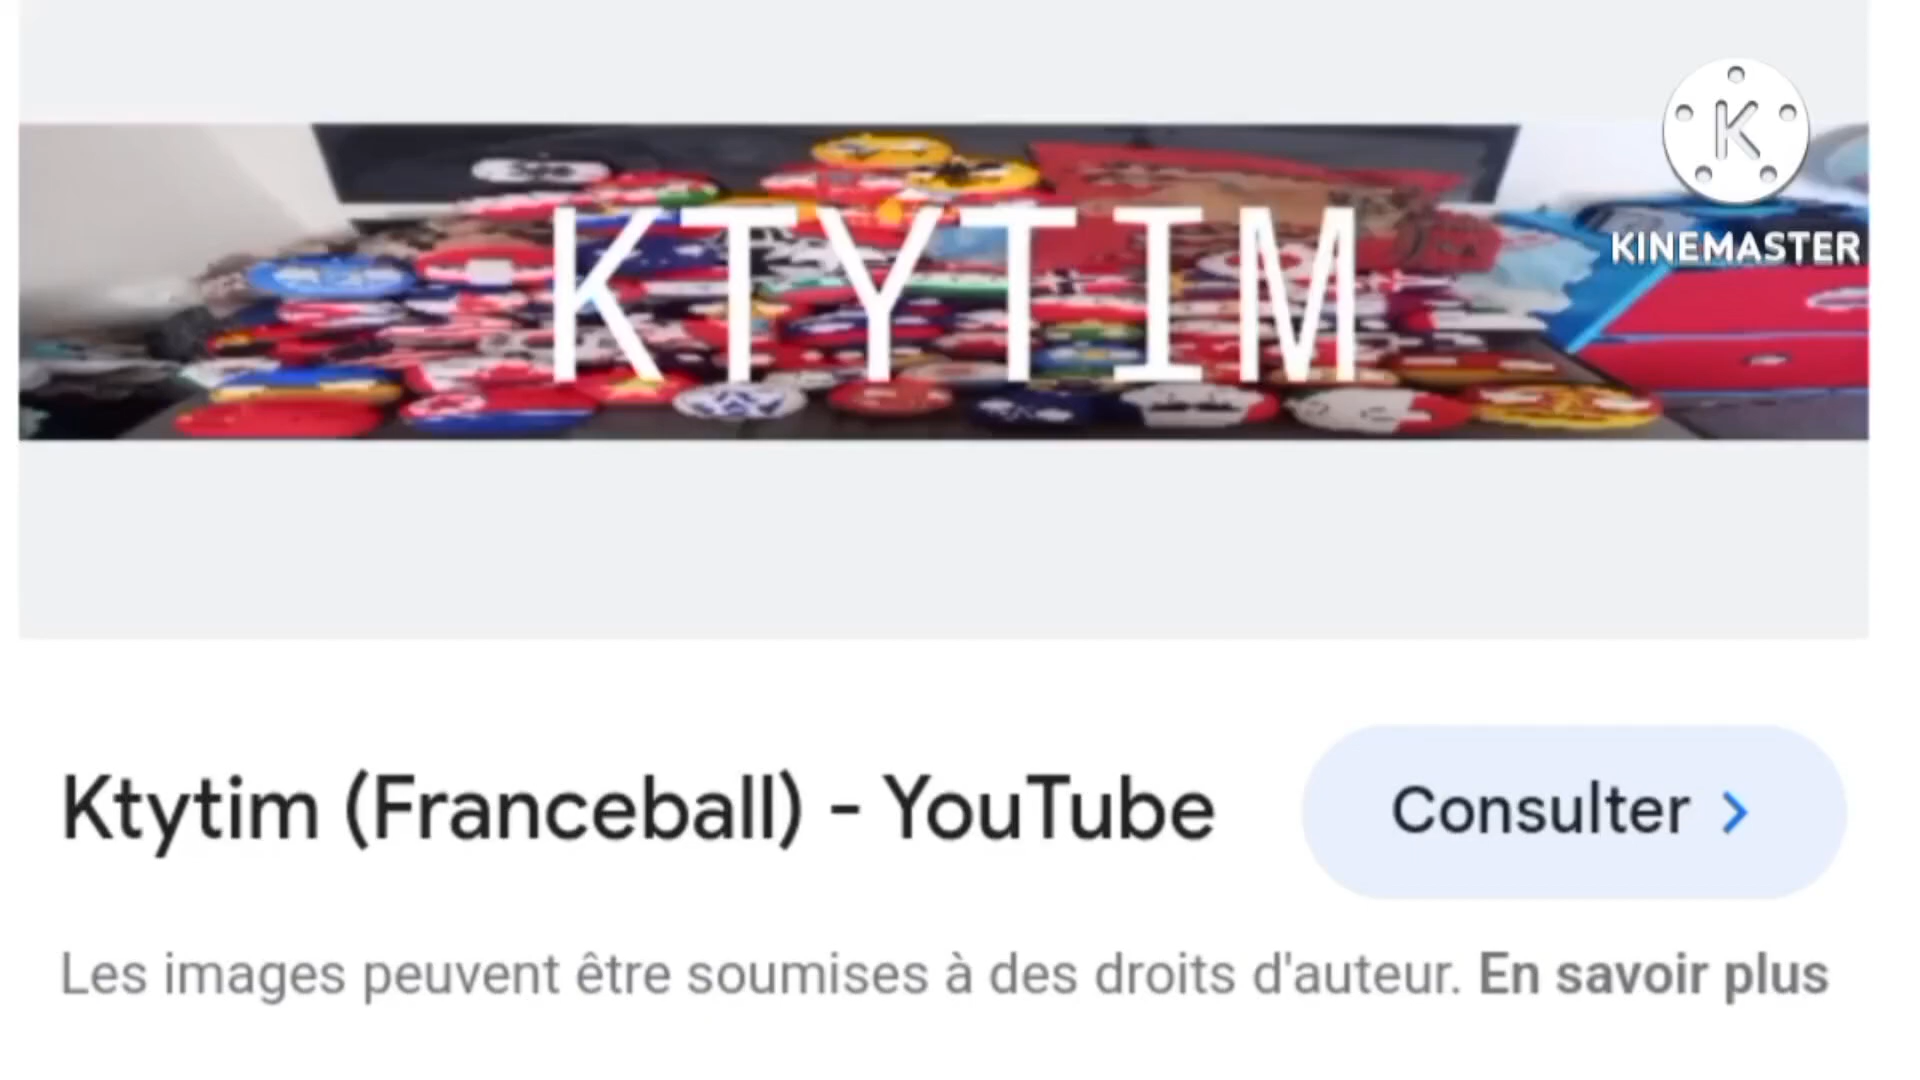 K
KINEMASTER
KTYTIM
Ktytim (Franceball) - YouTube
Consulter
Les images peuvent être soumises à des droits d'auteur. En savoir plus